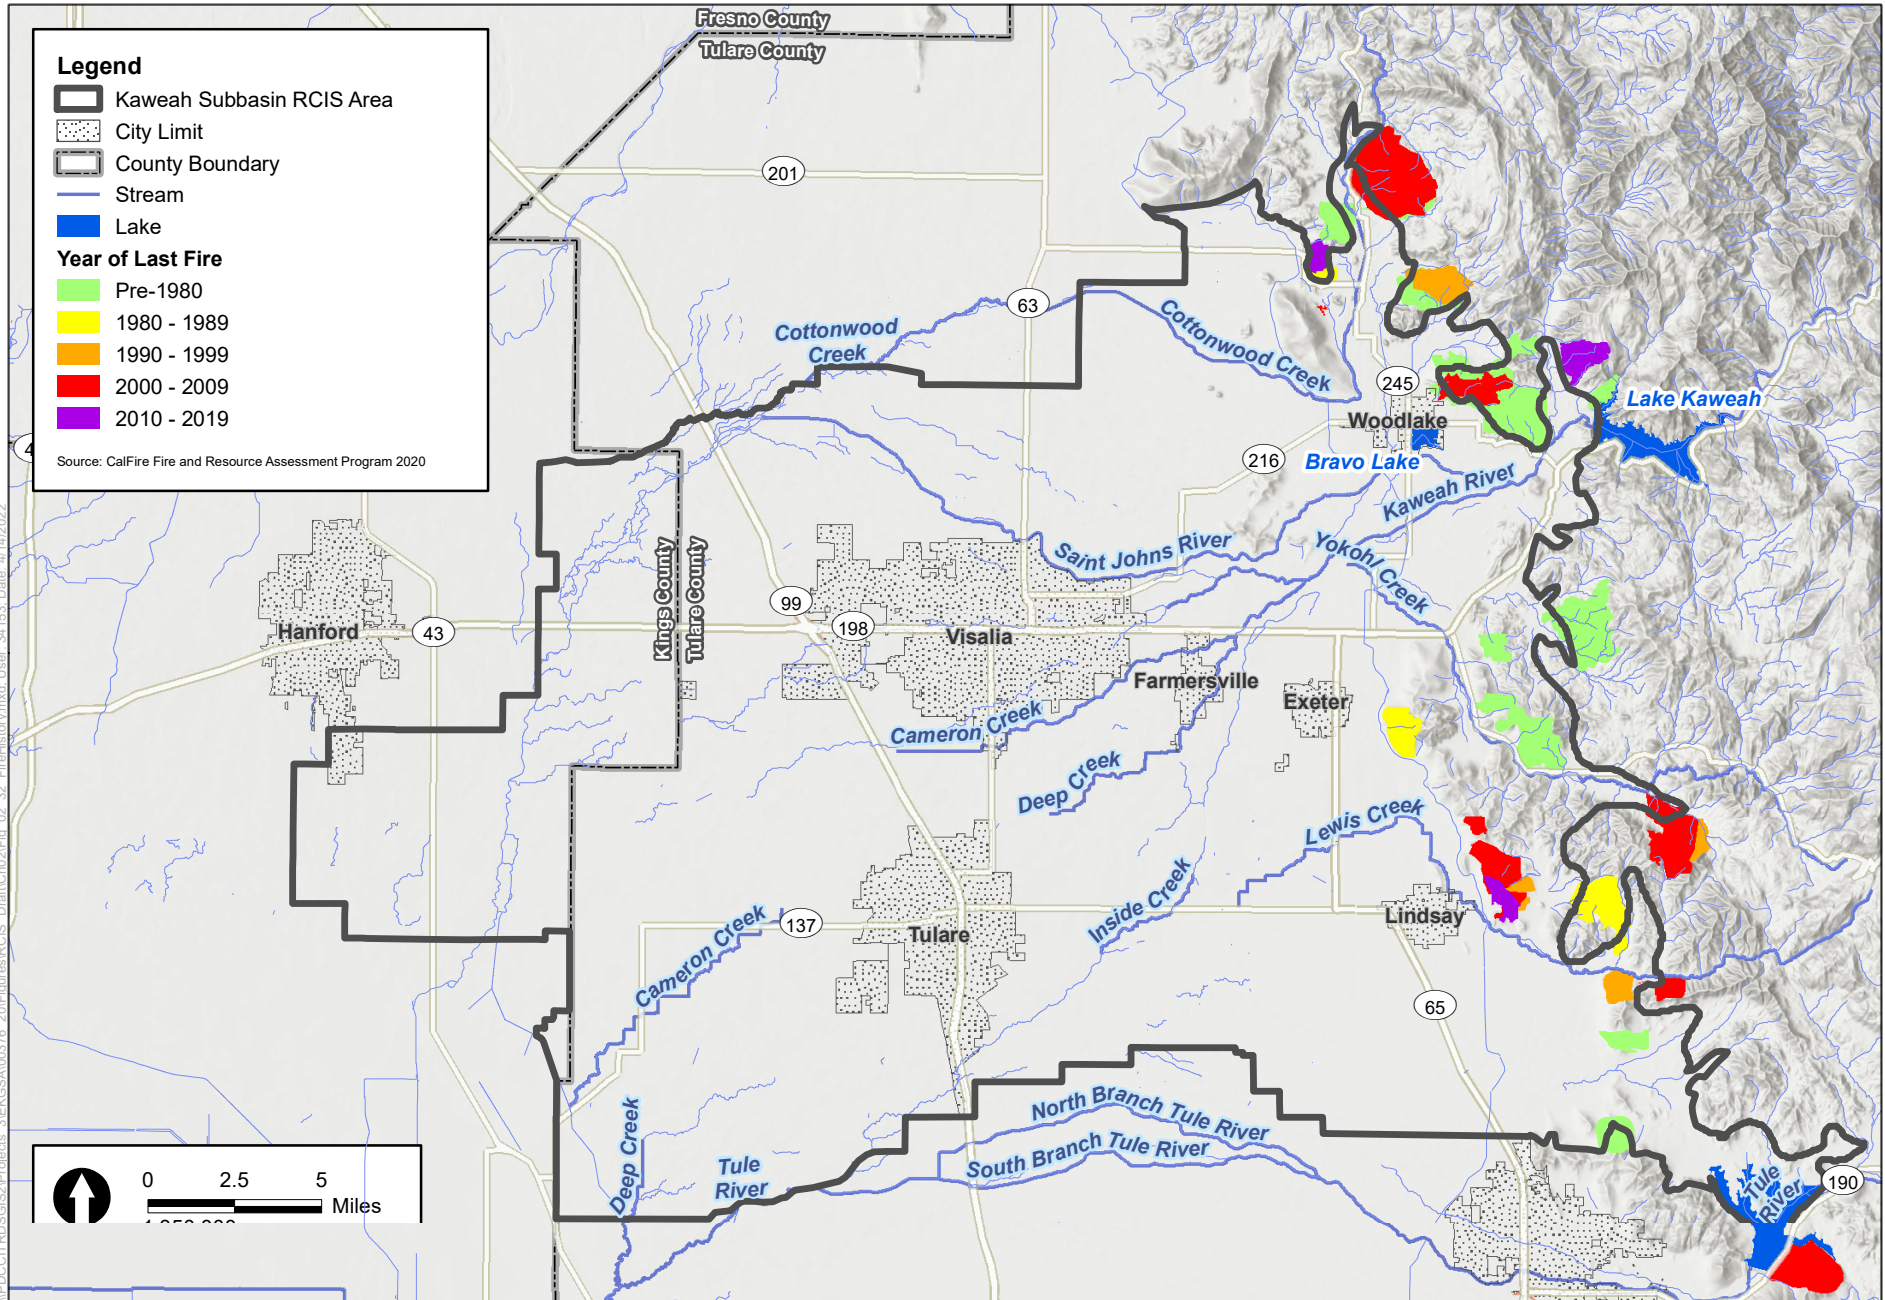 Legend
Kaweah Subbasin RCIS Area
City Limit
County Boundary
Stream
Lake
Year of Last Fire
Pre-1980
1980 - 1989
1990 - 1999
2000 - 2009
2010 - 2019
Source: CalFire Fire and Resource Assessment Program 2020
Fresno County
Tulare County
201
63
Cottonwood
Creek
Cottonwood Creek
245
Woodlake
Lake Kaweah
Bravo Lake
216
Kaweah River
Saint Johns River
Yokohl Creek
Kings County
Tulare County
99
198
Hanford
43
Visalia
Farmersville
Exeter
Cameron Creek
Deep Creek
Lewis Creek
Inside Creek
Lindsay
Cameron Creek
137
Tulare
65
North Branch Tule River
South Branch Tule River
Deep Creek
Tule
River
Tule
River
190
0 2.5 5
Miles